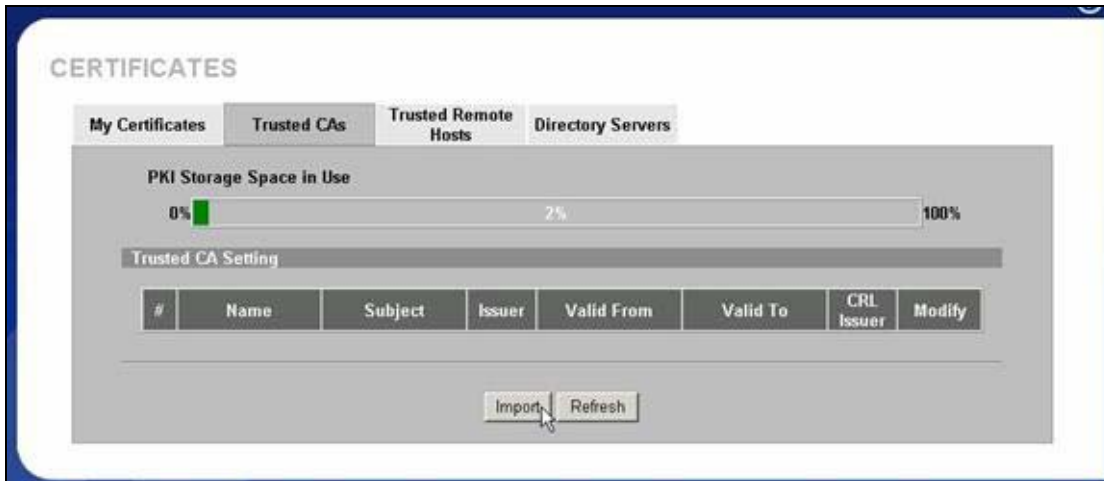 CERTIFICATES
My Certificates Trusted CAs Trusted Remote Hosts Directory Servers
PKI Storage Space in Use
0% 2% 100%
Trusted CA Setting
# Name Subject Issuer Valid From Valid To CRL Issuer Modify
Import Refresh